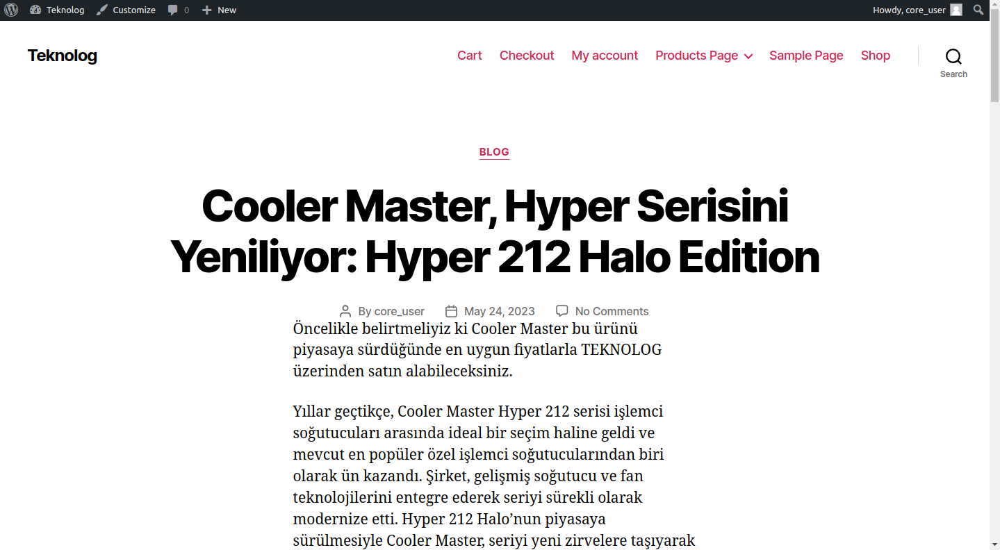 Teknolog Customize 0 New Howdy, core_user
Teknolog
Cart Checkout My account Products Page Sample Page Shop
Search
BLOG
Cooler Master, Hyper Serisini
Yeniliyor: Hyper 212 Halo Edition
By core_user May 24, 2023 No Comments
Öncelikle belirtmeliyiz ki Cooler Master bu ürünü
piyasaya sürdüğünde en uygun fiyatlarla TEKNOLOG
üzerinden satın alabileceksiniz.
Yıllar geçtikçe, Cooler Master Hyper 212 serisi işlemci
soğutucuları arasında ideal bir seçim haline geldi ve
mevcut en popüler özel işlemci soğutucularından biri
olarak ün kazandı. Şirket, gelişmiş soğutucu ve fan
teknolojilerini entegre ederek seriyi sürekli olarak
modernize etti. Hyper 212 Halo’nun piyasaya
sürülmesiyle Cooler Master, seriyi yeni zirvelere taşıyarak